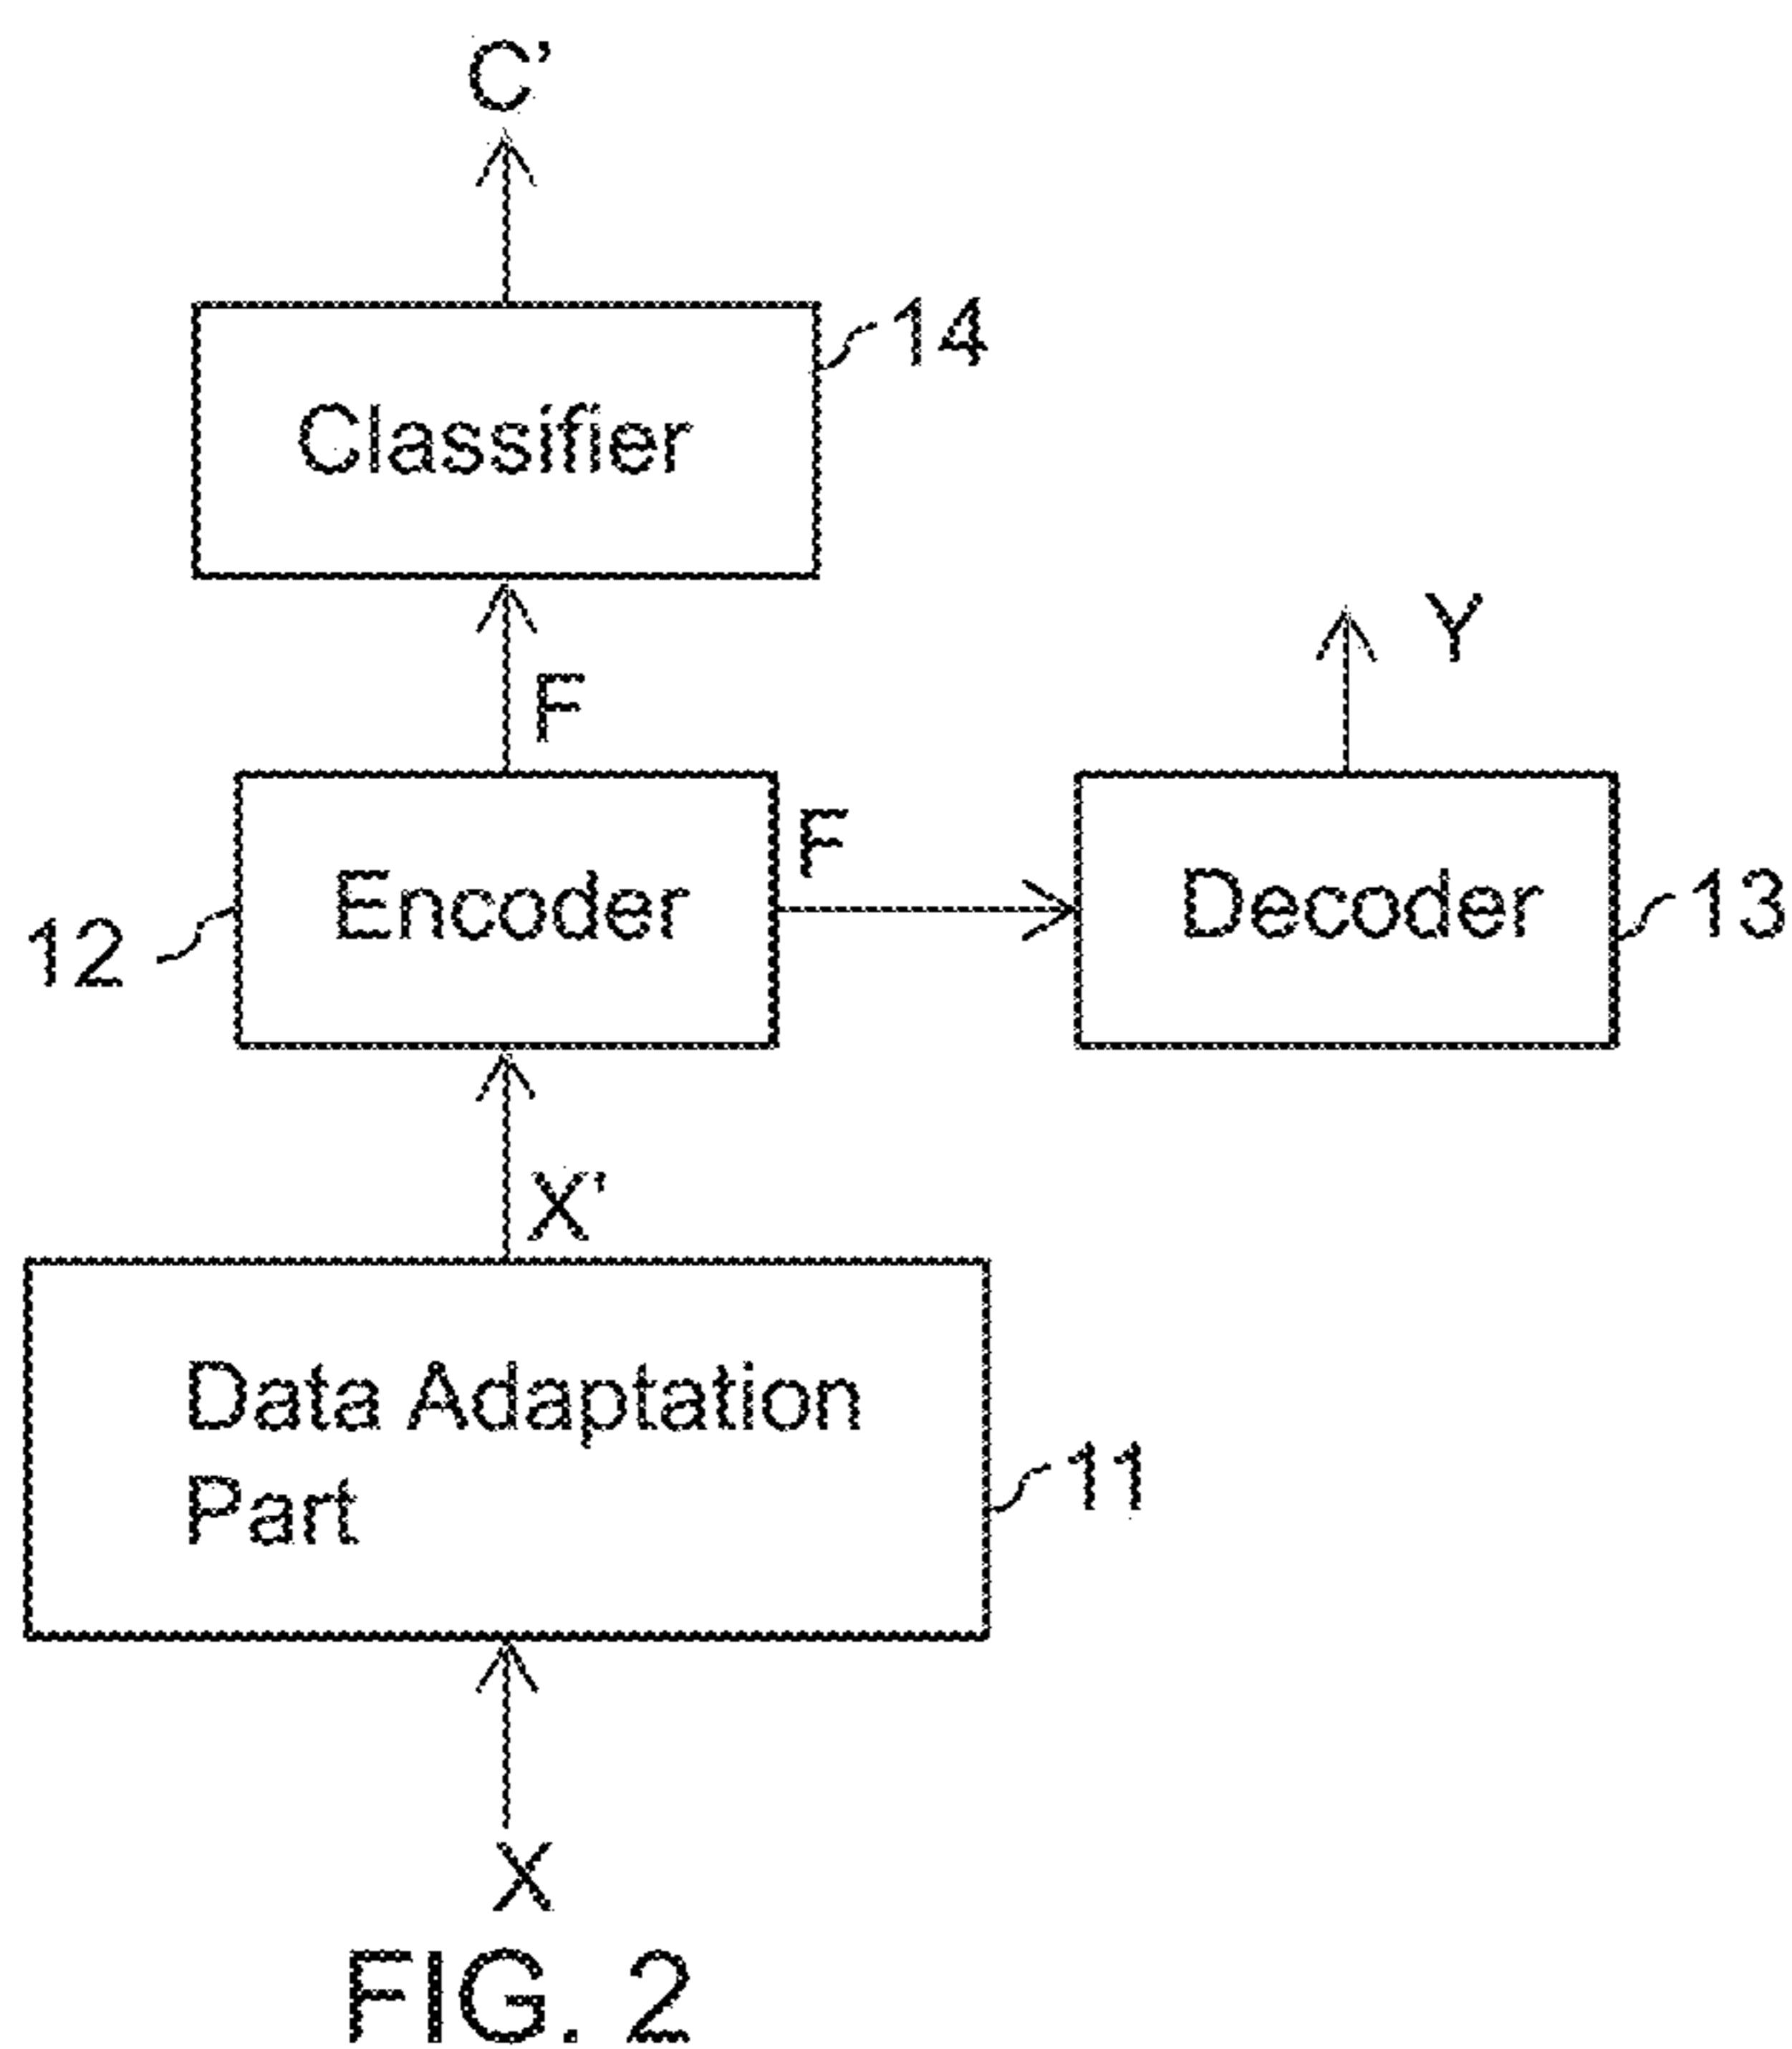 C’
14
Classifier
Y
F
F
Encoder
Decoder
13
12
X'
Data Adaptation
Part
11
X
FIG. 2